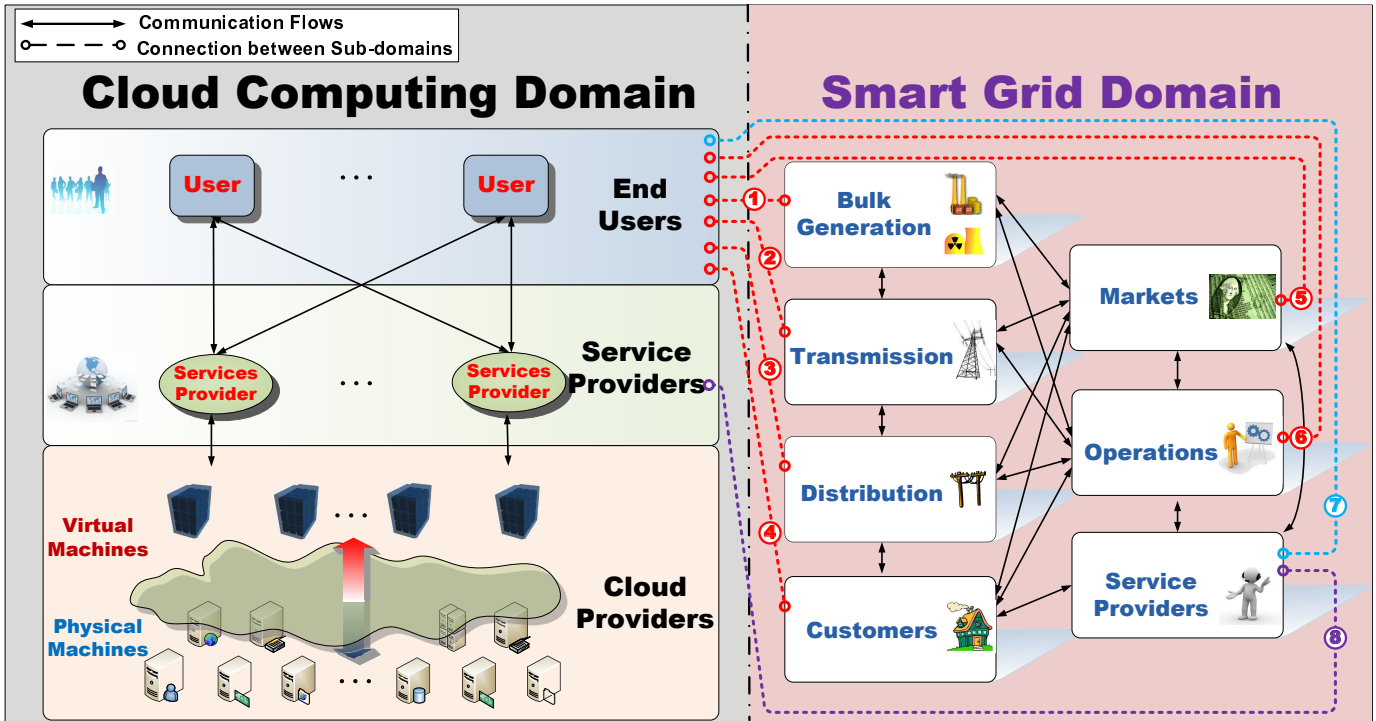 Communication Flows
Connection between Sub-domains
Cloud Computing Domain
Smart Grid Domain
User
...
User
End
Users
Services
Provider
...
Services
Provider
Service
Providers
Virtual
Machines
...
Cloud
Providers
Physical
Machines
...
1
2
3
4
Bulk
Generation
Transmission
Distribution
Customers
Markets
5
Operations
6
7
Service
Providers
8